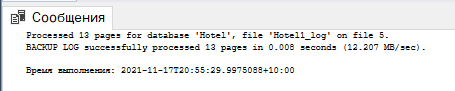 Сообщения
Processed 13 pages for database 'Hotel', file 'Hotel1_log' on file 5.
BACKUP LOG successfully processed 13 pages in 0.008 seconds (12.207 MB/sec).
Время выполнения: 2021-11-17T20:55:29.9975088+10:00